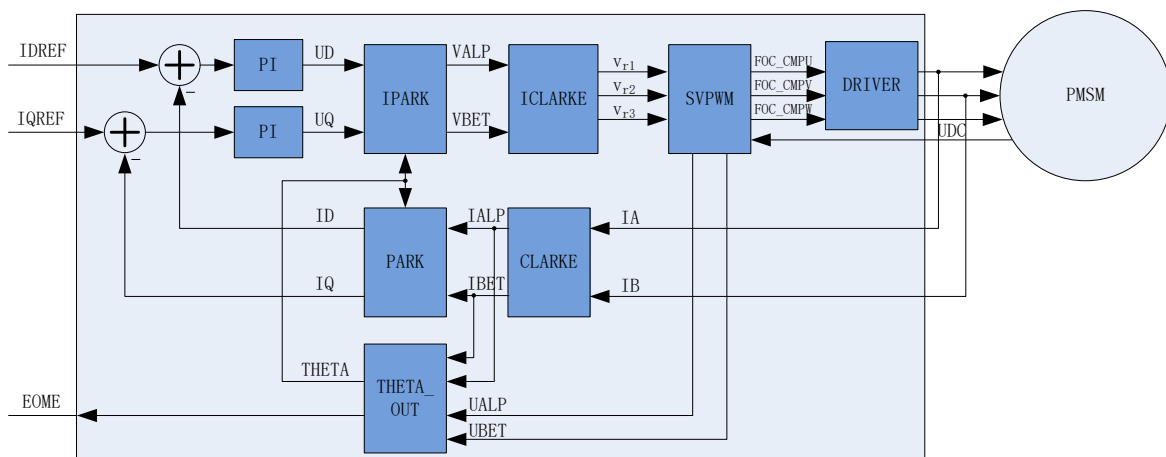 IDREF
PI
UD
IPARK
VALP
ICLARKE
Vr1
Vr2
Vr3
SVPWM
FOC_CMPU
FOC_CMPV
FOC_CMPW
DRIVER
PMSM
IQREF
PI
UQ
VBET
UDC
ID
PARK
IALP
CLARKE
IA
IQ
IBET
IB
THETA
THETA_
OUT
EOME
UALP
UBET